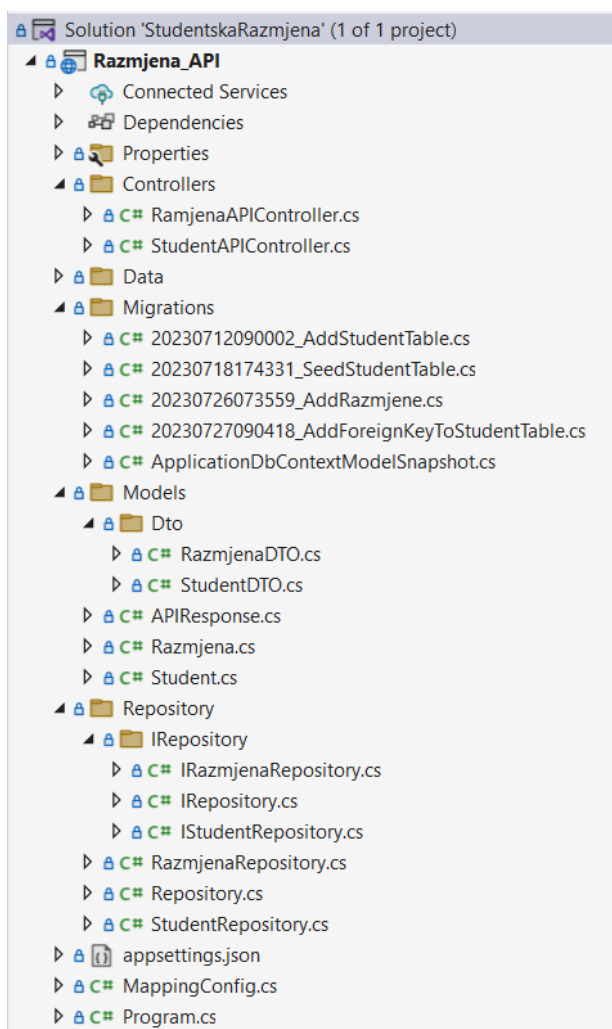 Solution 'StudentskaRazmjena' (1 of 1 project)
Razmjena_API
Connected Services
Dependencies
Properties
Controllers
C# RamjenaAPIController.cs
C# StudentAPIController.cs
Data
Migrations
C# 20230712090002_AddStudentTable.cs
C# 20230718174331_SeedStudentTable.cs
C# 20230726073559_AddRazmjene.cs
C# 20230727090418_AddForeignKeyToStudentTable.cs
C# ApplicationDbContextModelSnapshot.cs
Models
Dto
C# RazmjenaDTO.cs
C# StudentDTO.cs
C# APIResponse.cs
C# Razmjena.cs
C# Student.cs
Repository
IRepository
C# IRazmjenaRepository.cs
C# IRepository.cs
C# IStudentRepository.cs
C# RazmjenaRepository.cs
C# Repository.cs
C# StudentRepository.cs
appsettings.json
C# MappingConfig.cs
C# Program.cs